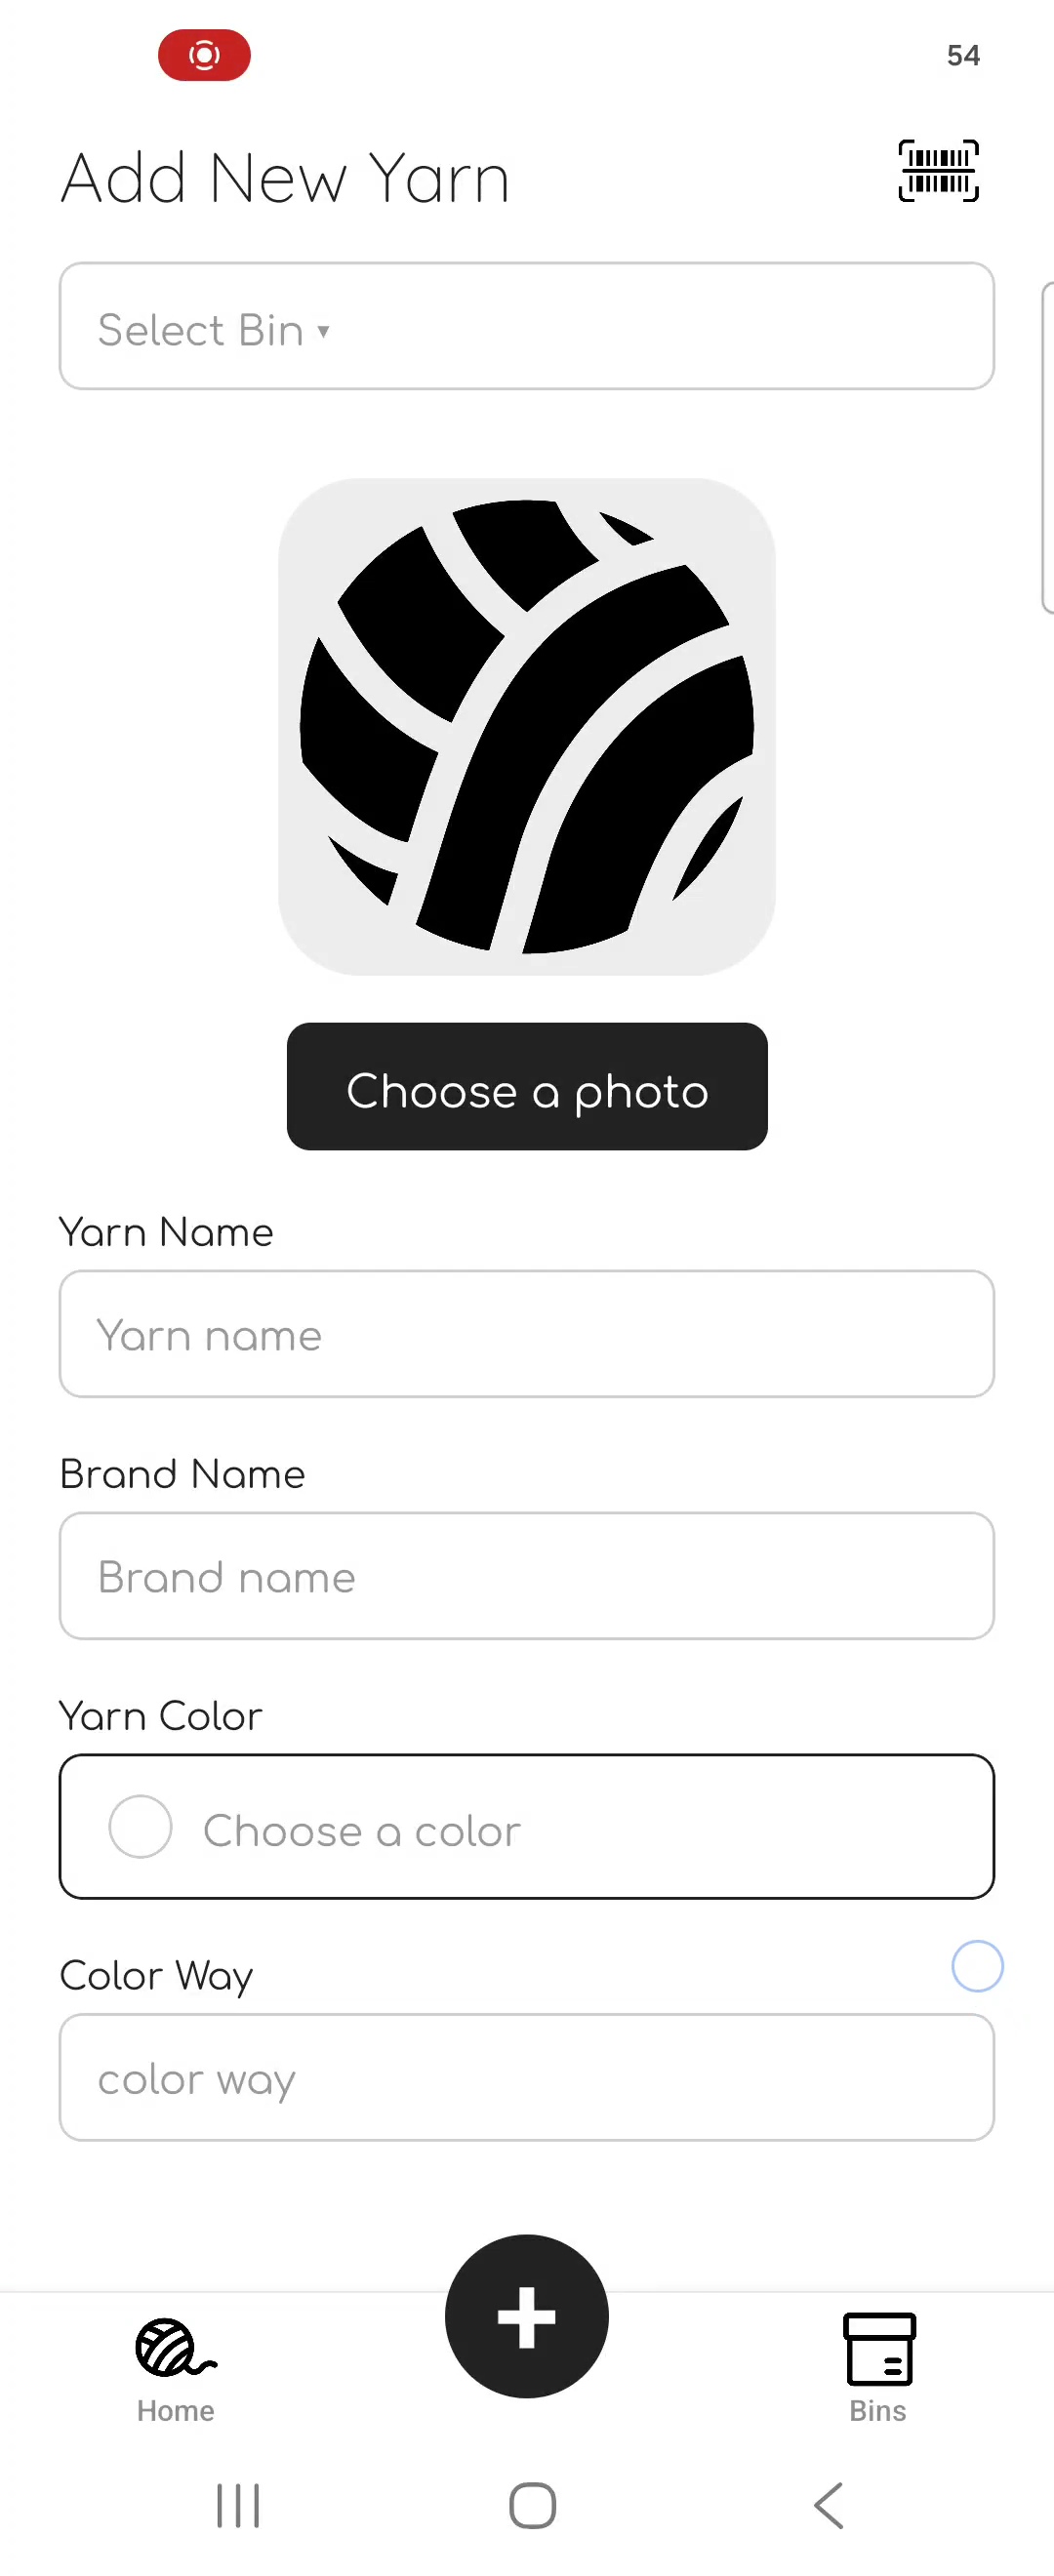 54
Add New Yarn
Select Bin ▾
Choose a photo
Yarn Name
Yarn name
Brand Name
Brand name
Yarn Color
Choose a color
Color Way
color way
Home
Bins